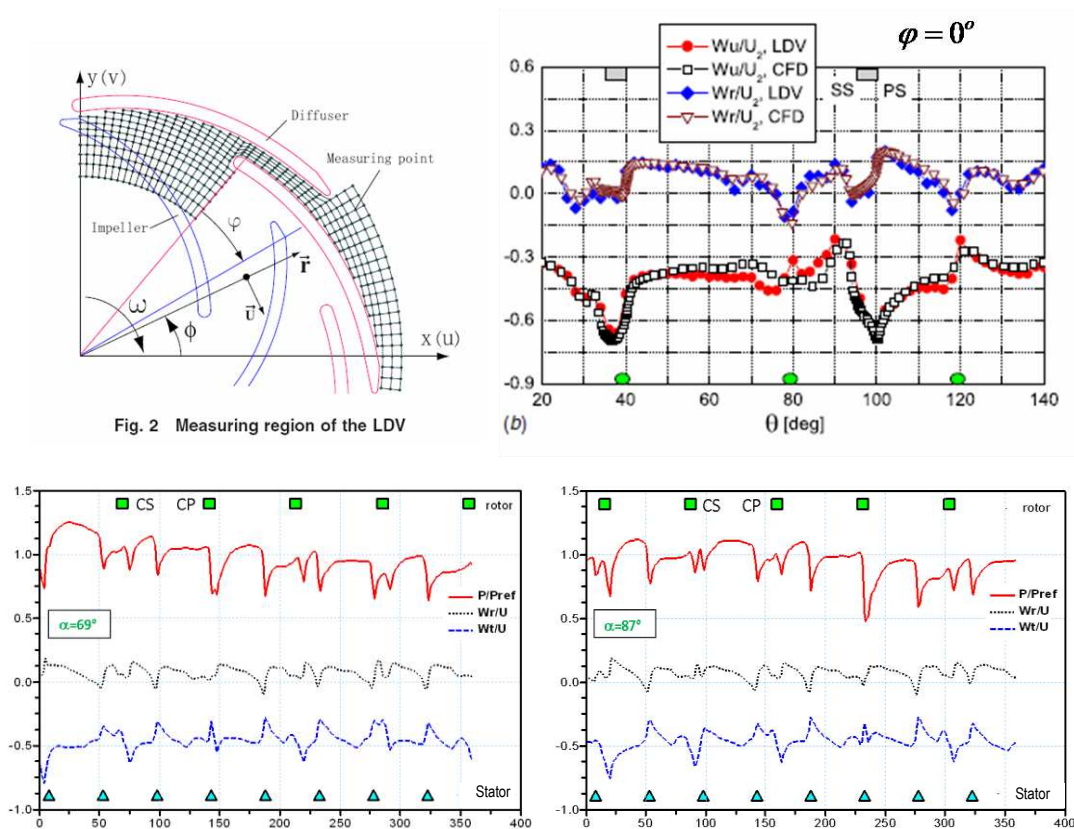 y(v)
Diffuser
Measuring point
Impeller
φ
r
ω
ϕ
υ
x(u)
Fig. 2 Measuring region of the LDV
φ = 0°
Wu/U2, LDV
Wu/U2, CFD
Wr/U2, LDV
Wr/U2, CFD
SS PS
0.6
0.3
0.0
-0.3
-0.6
-0.9
20 40 60 80 100 120 140
(b)
θ [deg]
1.5
1.0
0.5
0.0
-0.5
-1.0
CS CP
rotor
P/Pref
Wr/U
Wt/U
α=69°
Stator
0 50 100 150 200 250 300 350 400
1.5
1.0
0.5
0.0
-0.5
-1.0
CS CP
rotor
P/Pref
Wr/U
Wt/U
α=87°
Stator
0 50 100 150 200 250 300 350 400